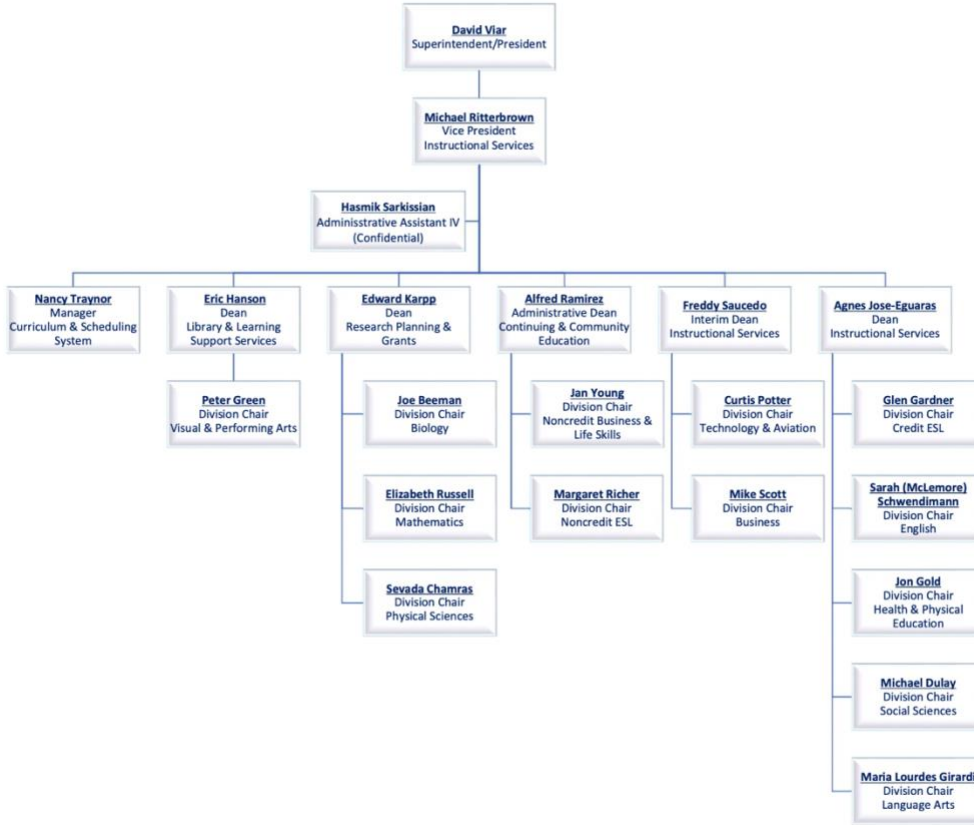 David Viar
Superintendent/President
Michael Ritterbrown
Vice President
Instructional Services
Hasmik Sarkissian
Adminisstrative Assistant IV
(Confidential)
Nancy Traynor
Manager
Curriculum & Scheduling
System
Eric Hanson
Dean
Library & Learning
Support Services
Edward Karpp
Dean
Research Planning &
Grants
Alfred Ramirez
Administrative Dean
Continuing & Community
Education
Freddy Saucedo
Interim Dean
Instructional Services
Agnes Jose-Eguaras
Dean
Instructional Services
Peter Green
Division Chair
Visual & Performing Arts
Joe Beeman
Division Chair
Biology
Jan Young
Division Chair
Noncredit Business &
Life Skills
Curtis Potter
Division Chair
Technology & Aviation
Glen Gardner
Division Chair
Credit ESL
Elizabeth Russell
Division Chair
Mathematics
Margaret Richer
Division Chair
Noncredit ESL
Mike Scott
Division Chair
Business
Sarah (McLemore)
Schwendimann
Division Chair
English
Sevada Chamras
Division Chair
Physical Sciences
Jon Gold
Division Chair
Health & Physical
Education
Michael Dulay
Division Chair
Social Sciences
Maria Lourdes Girardi
Division Chair
Language Arts